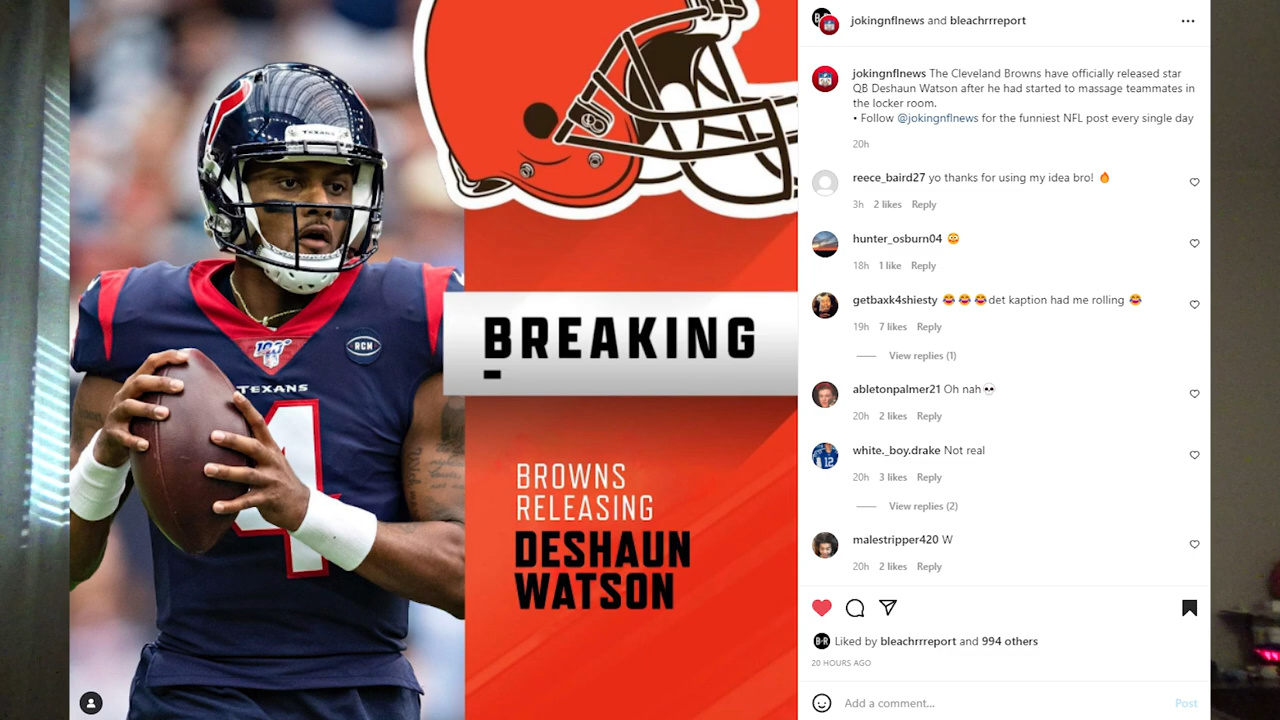 TEXANS
100
RCN
TEXANS
4
BREAKING
BROWNS
RELEASING
DESHAUN
WATSON
jokingnflnews and bleachrrreport
jokingnflnews The Cleveland Browns have officially released star
QB Deshaun Watson after he had started to massage teammates in
the locker room.
• Follow @jokingnflnews for the funniest NFL post every single day
20h
reece_baird27 yo thanks for using my idea bro! 🔥
3h 2 likes Reply
hunter_osburn04 😳
18h 1 like Reply
getbaxk4shiesty 😂😂😂det kaption had me rolling 😂
19h 7 likes Reply
View replies (1)
abletonpalmer21 Oh nah💀
20h 2 likes Reply
white._boy.drake Not real
20h 3 likes Reply
View replies (2)
malestripper420 W
20h 2 likes Reply
B·R Liked by bleachrrreport and 994 others
20 HOURS AGO
Add a comment...
Post